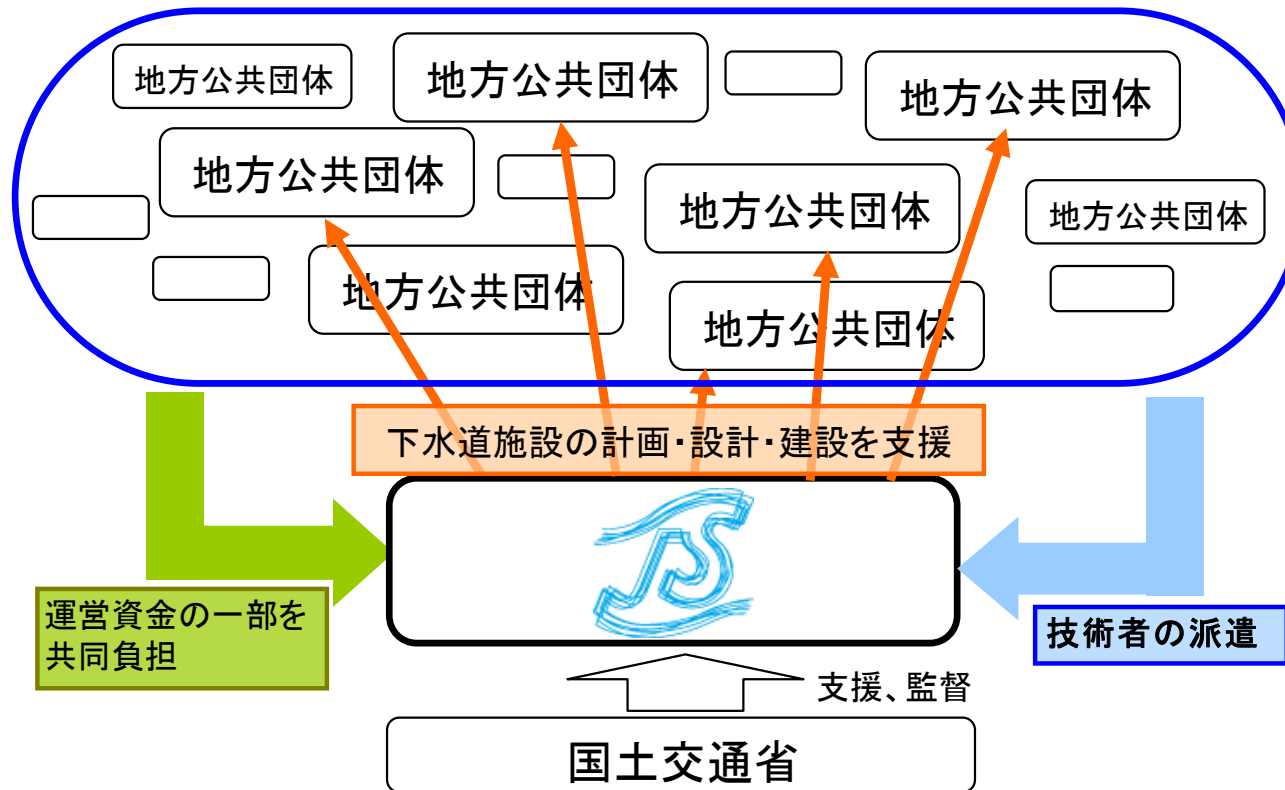 地方公共団体
地方公共団体
地方公共団体
地方公共団体
地方公共団体
地方公共団体
地方公共団体
地方公共団体
下水道施設の計画・設計・建設を支援
JS
運営資金の一部を
共同負担
技術者の派遣
支援、監督
国土交通省